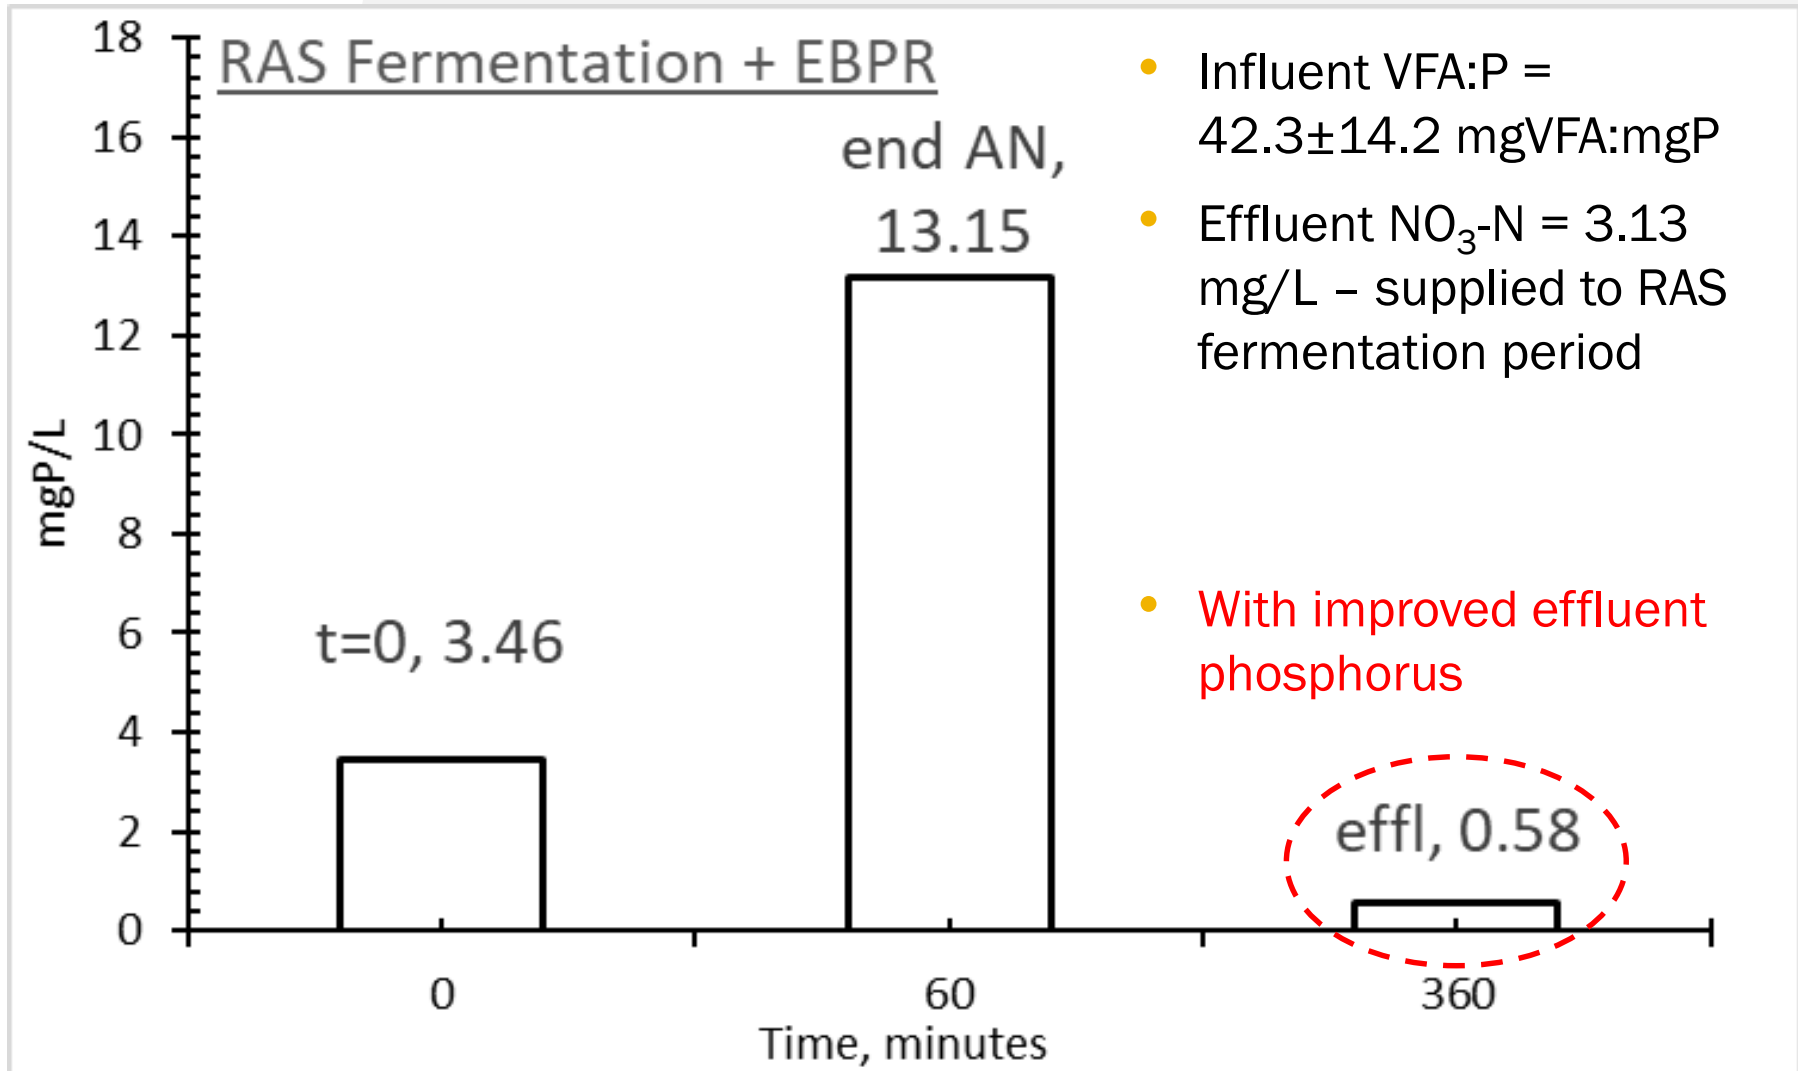 RAS Fermentation + EBPR
18
16
14
12
10
8
6
4
2
0
mgP/L
t=0, 3.46
end AN,
13.15
effl, 0.58
0
60
360
Time, minutes
• Influent VFA:P =
42.3±14.2 mgVFA:mgP
• Effluent NO₃-N = 3.13
mg/L – supplied to RAS
fermentation period
• With improved effluent
phosphorus